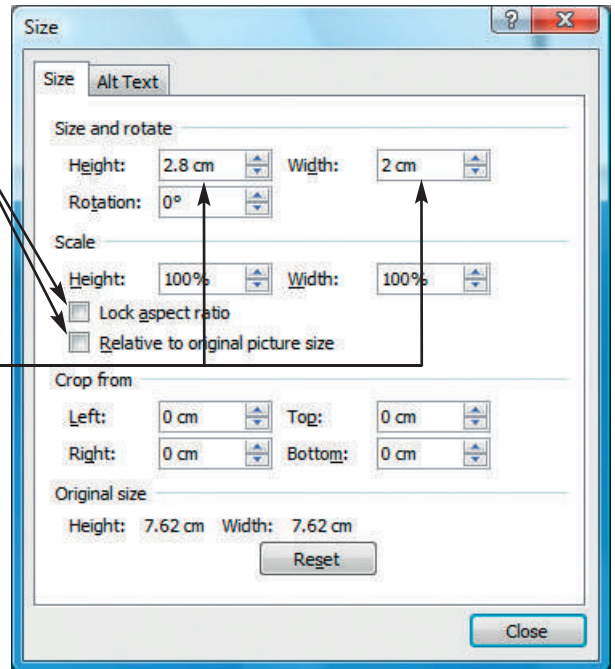 Size
Size Alt Text
Size and rotate
Height: 2.8 cm Width: 2 cm
Rotation: 0°
Scale
Height: 100% Width: 100%
Lock aspect ratio
Relative to original picture size
Crop from
Left: 0 cm Top: 0 cm
Right: 0 cm Bottom: 0 cm
Original size
Height: 7.62 cm Width: 7.62 cm
Reset
Close